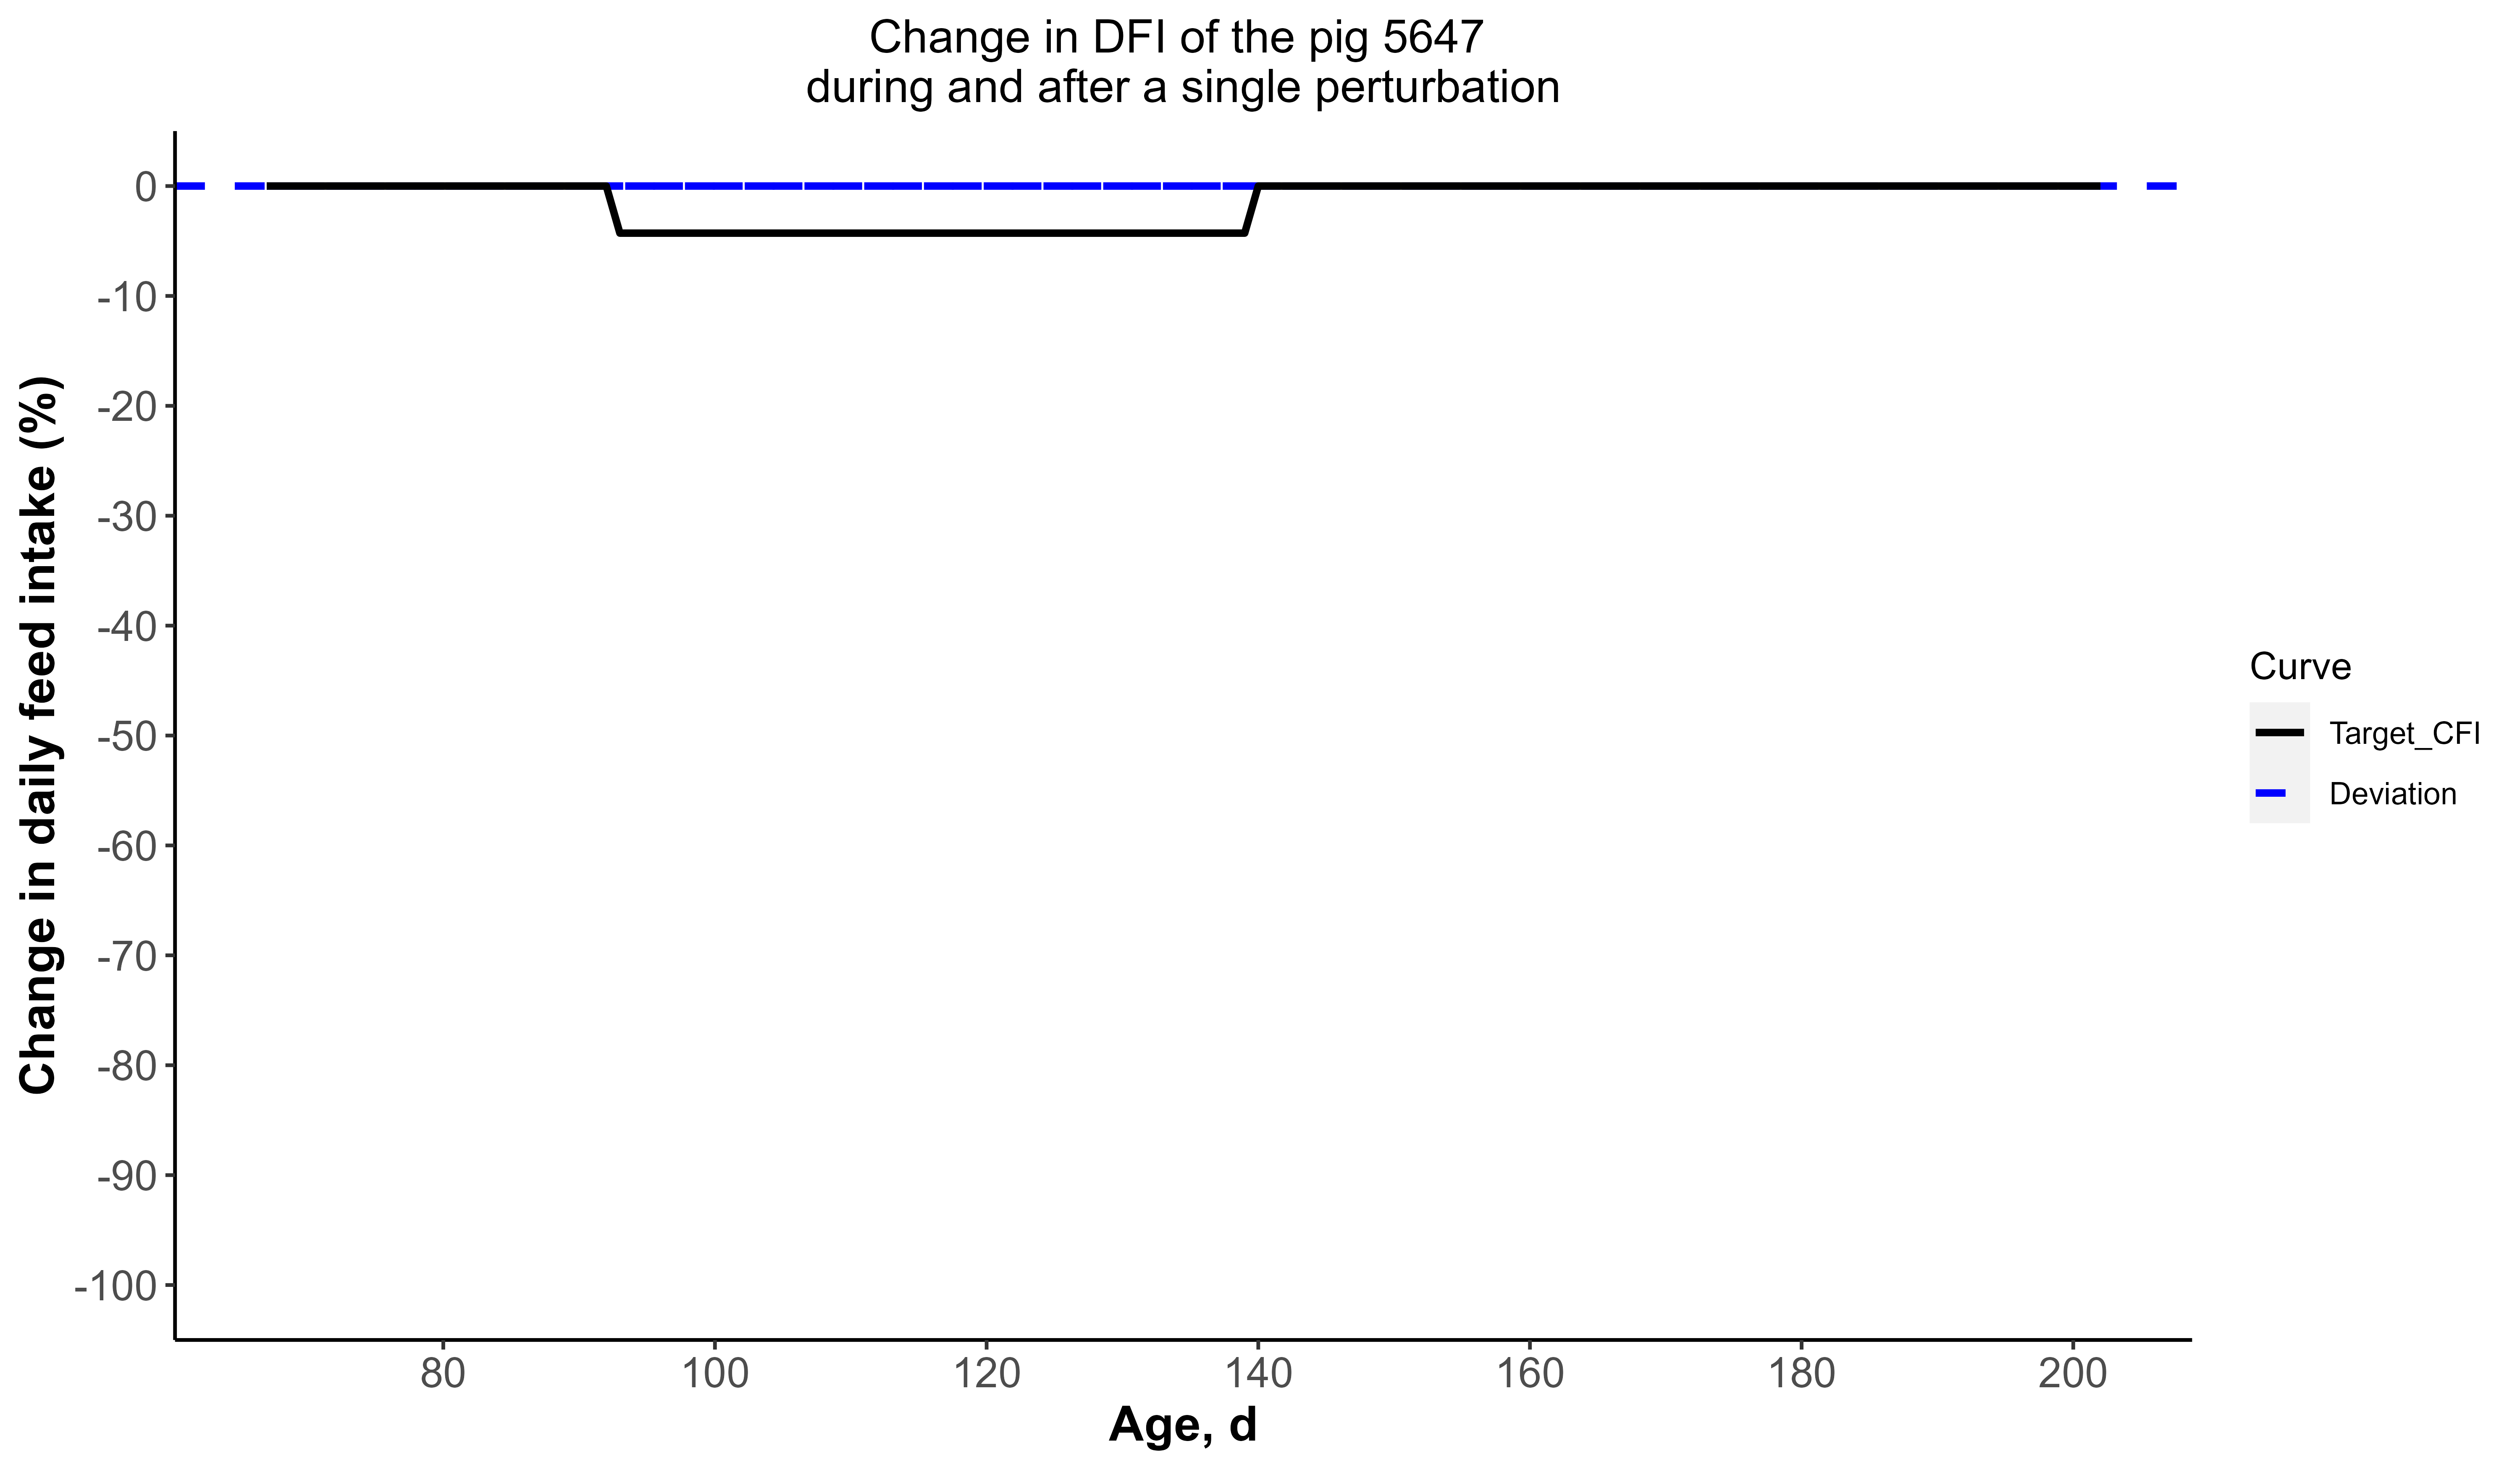 Change in DFI of the pig 5647
during and after a single perturbation
Change in daily feed intake (%)
0
-10
-20
-30
-40
-50
-60
-70
-80
-90
-100
80
100
120
140
160
180
200
Age, d
Curve
Target_CFI
Deviation